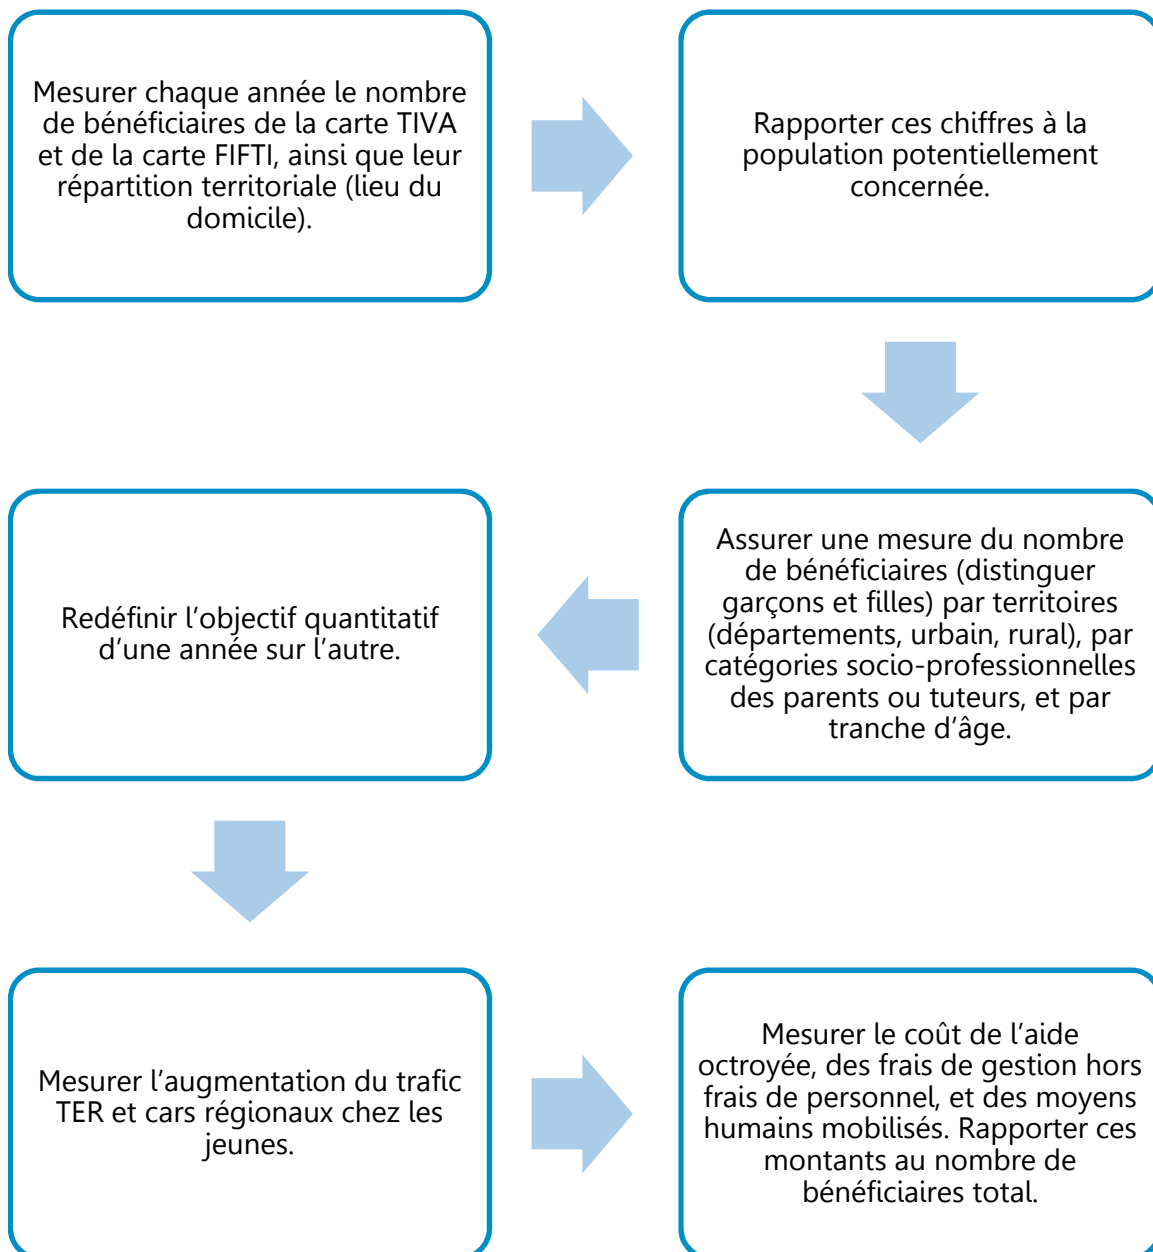 Mesurer chaque année le nombre
de bénéficiaires de la carte TIVA
et de la carte FIFTI, ainsi que leur
répartition territoriale (lieu du
domicile).
Rapporter ces chiffres à la
population potentiellement
concernée.
Assurer une mesure du nombre
de bénéficiaires (distinguer
garçons et filles) par territoires
(départements, urbain, rural), par
catégories socio-professionnelles
des parents ou tuteurs, et par
tranche d’âge.
Redéfinir l’objectif quantitatif
d’une année sur l’autre.
Mesurer l’augmentation du trafic
TER et cars régionaux chez les
jeunes.
Mesurer le coût de l’aide
octroyée, des frais de gestion hors
frais de personnel, et des moyens
humains mobilisés. Rapporter ces
montants au nombre de
bénéficiaires total.